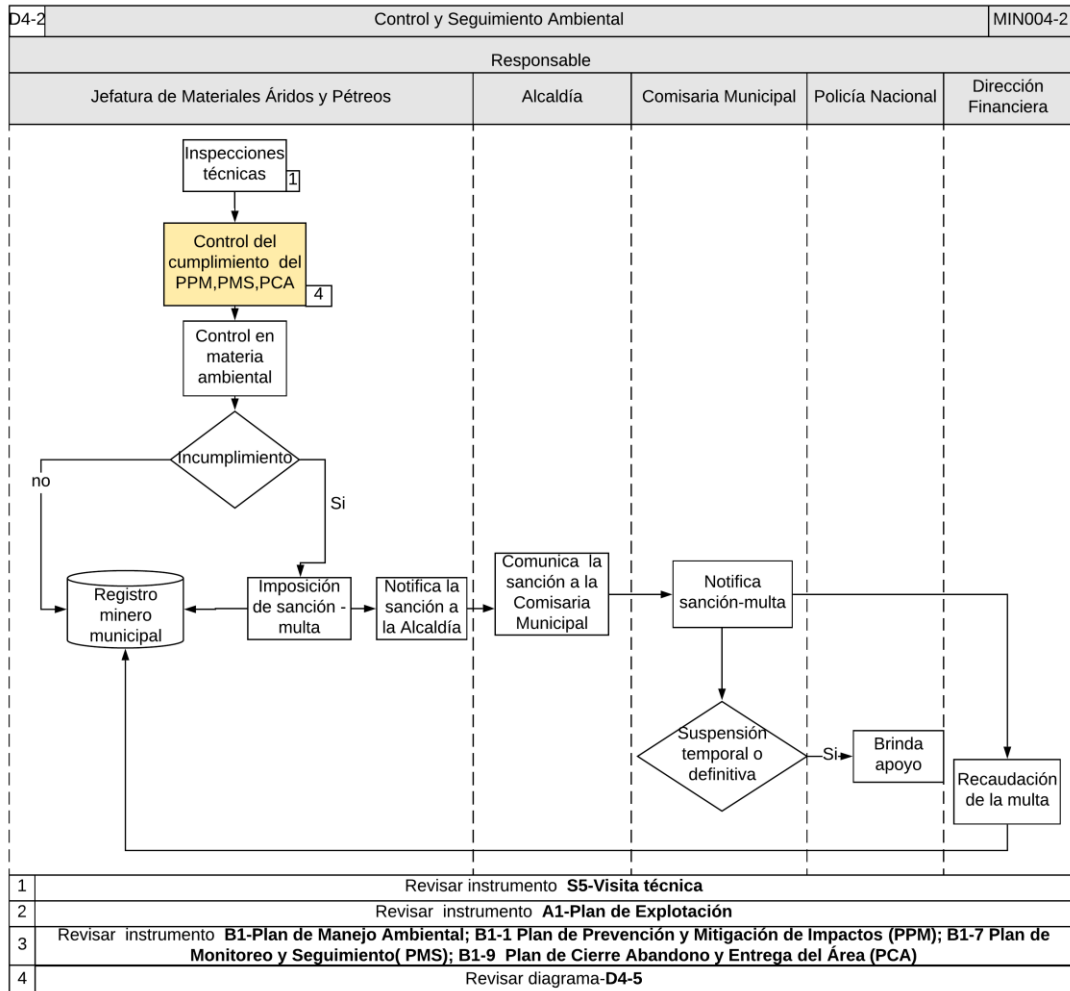 D4-2
Control y Seguimiento Ambiental
MIN004-2
Responsable
Jefatura de Materiales Áridos y Pétreos
Alcaldía
Comisaria Municipal
Policía Nacional
Dirección
Financiera
Inspecciones
técnicas
1
Control del
cumplimiento del
PPM,PMS,PCA
4
Control en
materia
ambiental
Incumplimiento
no
Si
Registro
minero
municipal
Imposición
de sanción -
multa
Notifica la
sanción a
la Alcaldía
Comunica la
sanción a la
Comisaria
Municipal
Notifica
sanción-multa
Suspensión
temporal o
definitiva
Si
Brinda
apoyo
Recaudación
de la multa
1
Revisar instrumento S5-Visita técnica
2
Revisar instrumento A1-Plan de Explotación
3
Revisar instrumento B1-Plan de Manejo Ambiental; B1-1 Plan de Prevención y Mitigación de Impactos (PPM); B1-7 Plan de
Monitoreo y Seguimiento( PMS); B1-9 Plan de Cierre Abandono y Entrega del Área (PCA)
4
Revisar diagrama-D4-5